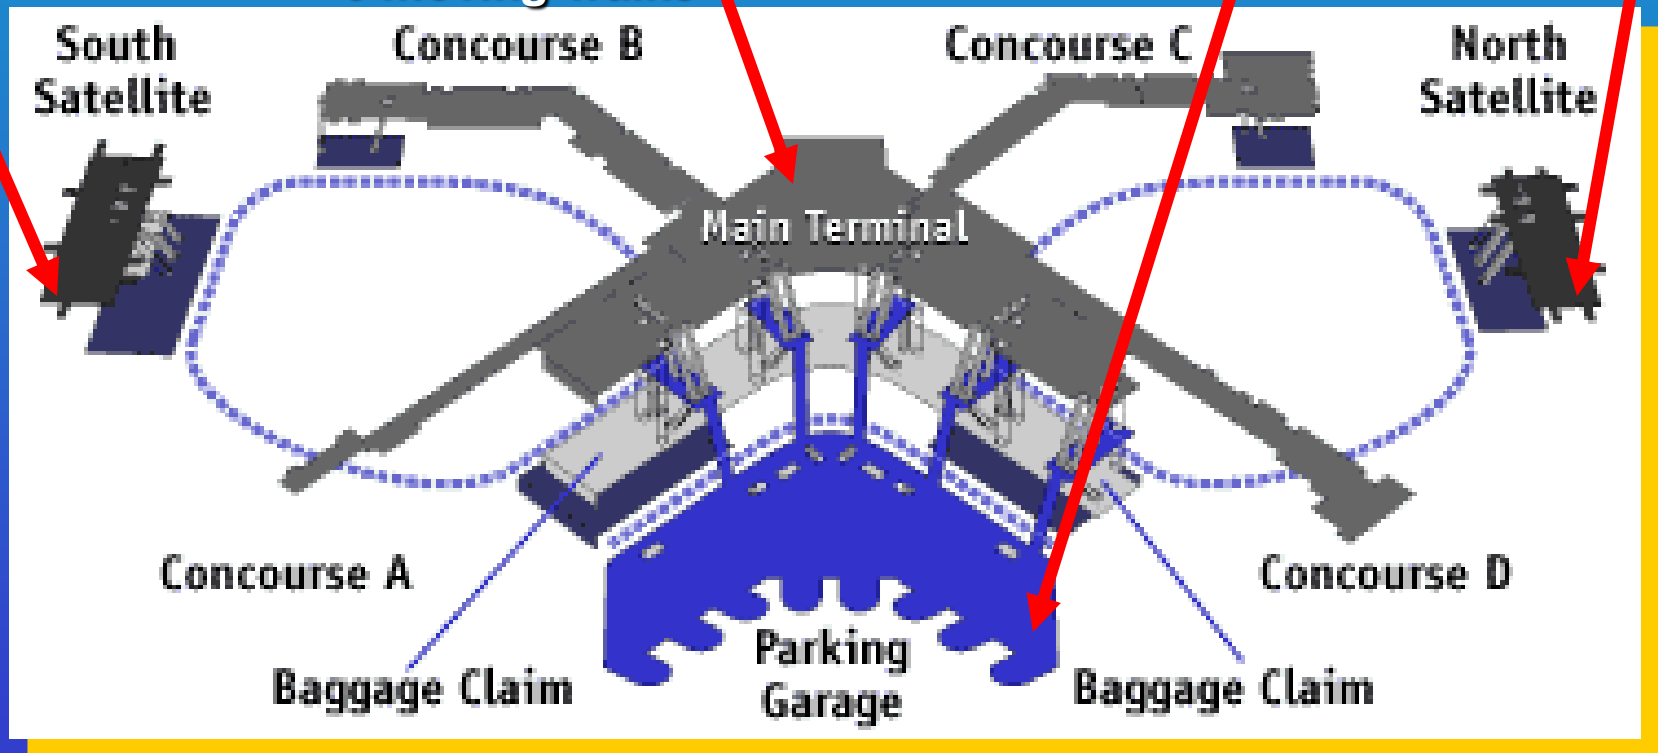 South
Satellite
Concourse B
Concourse C
North
Satellite
Main Terminal
Concourse A
Concourse D
Baggage Claim
Parking
Garage
Baggage Claim